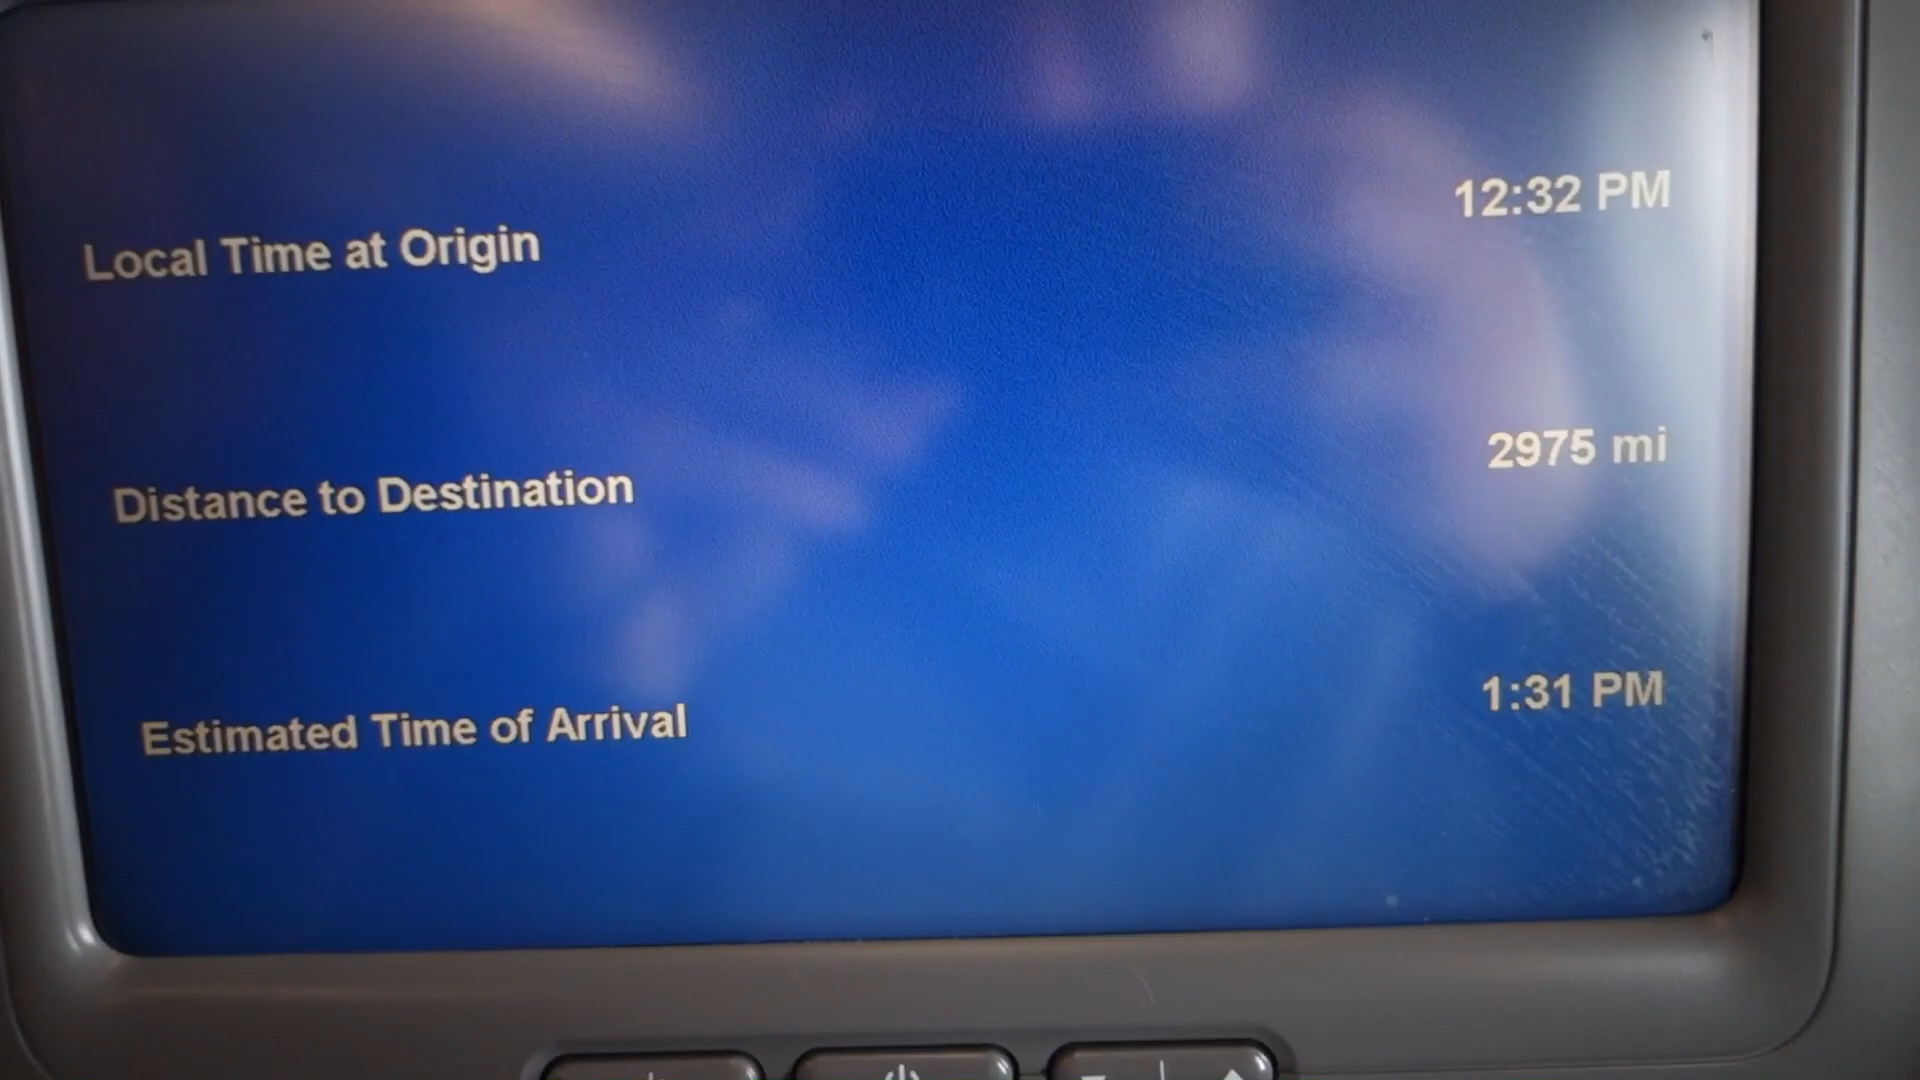 Local Time at Origin 12:32 PM
Distance to Destination 2975 mi
Estimated Time of Arrival 1:31 PM